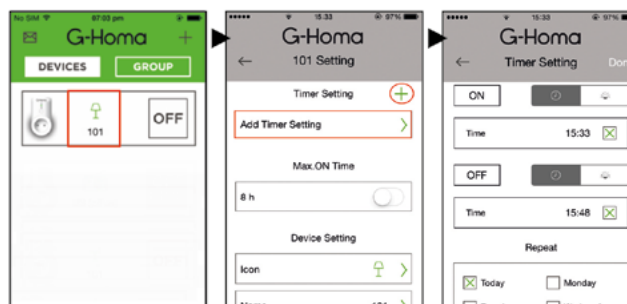 No SIM 07:03 pm
G-Homa
DEVICES GROUP
101
OFF
15:33 97%
G-Homa
101 Setting
Timer Setting
Add Timer Setting
Max.ON Time
8 h
Device Setting
Icon
15:33 97%
G-Homa
Timer Setting Don
ON
Time 15:33
OFF
Time 15:48
Repeat
Today Monday